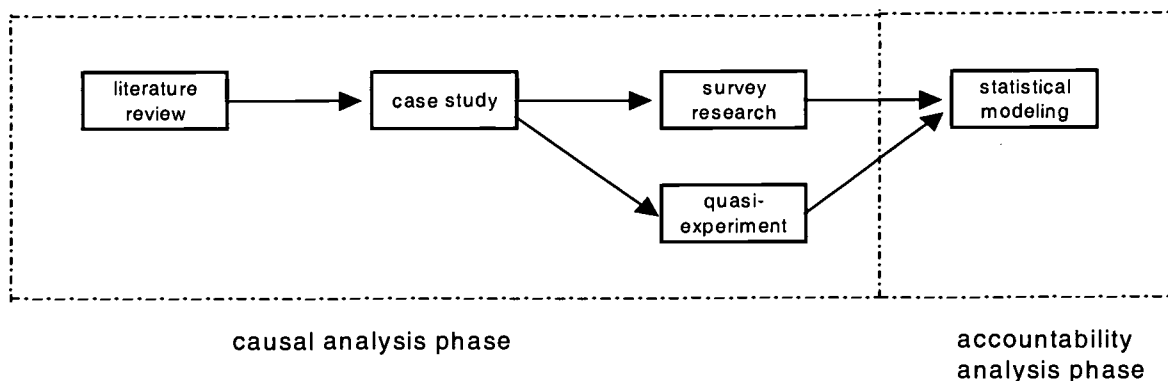 literature
review
case study
survey
research
statistical
modeling
quasi-
experiment
causal analysis phase
accountability
analysis phase